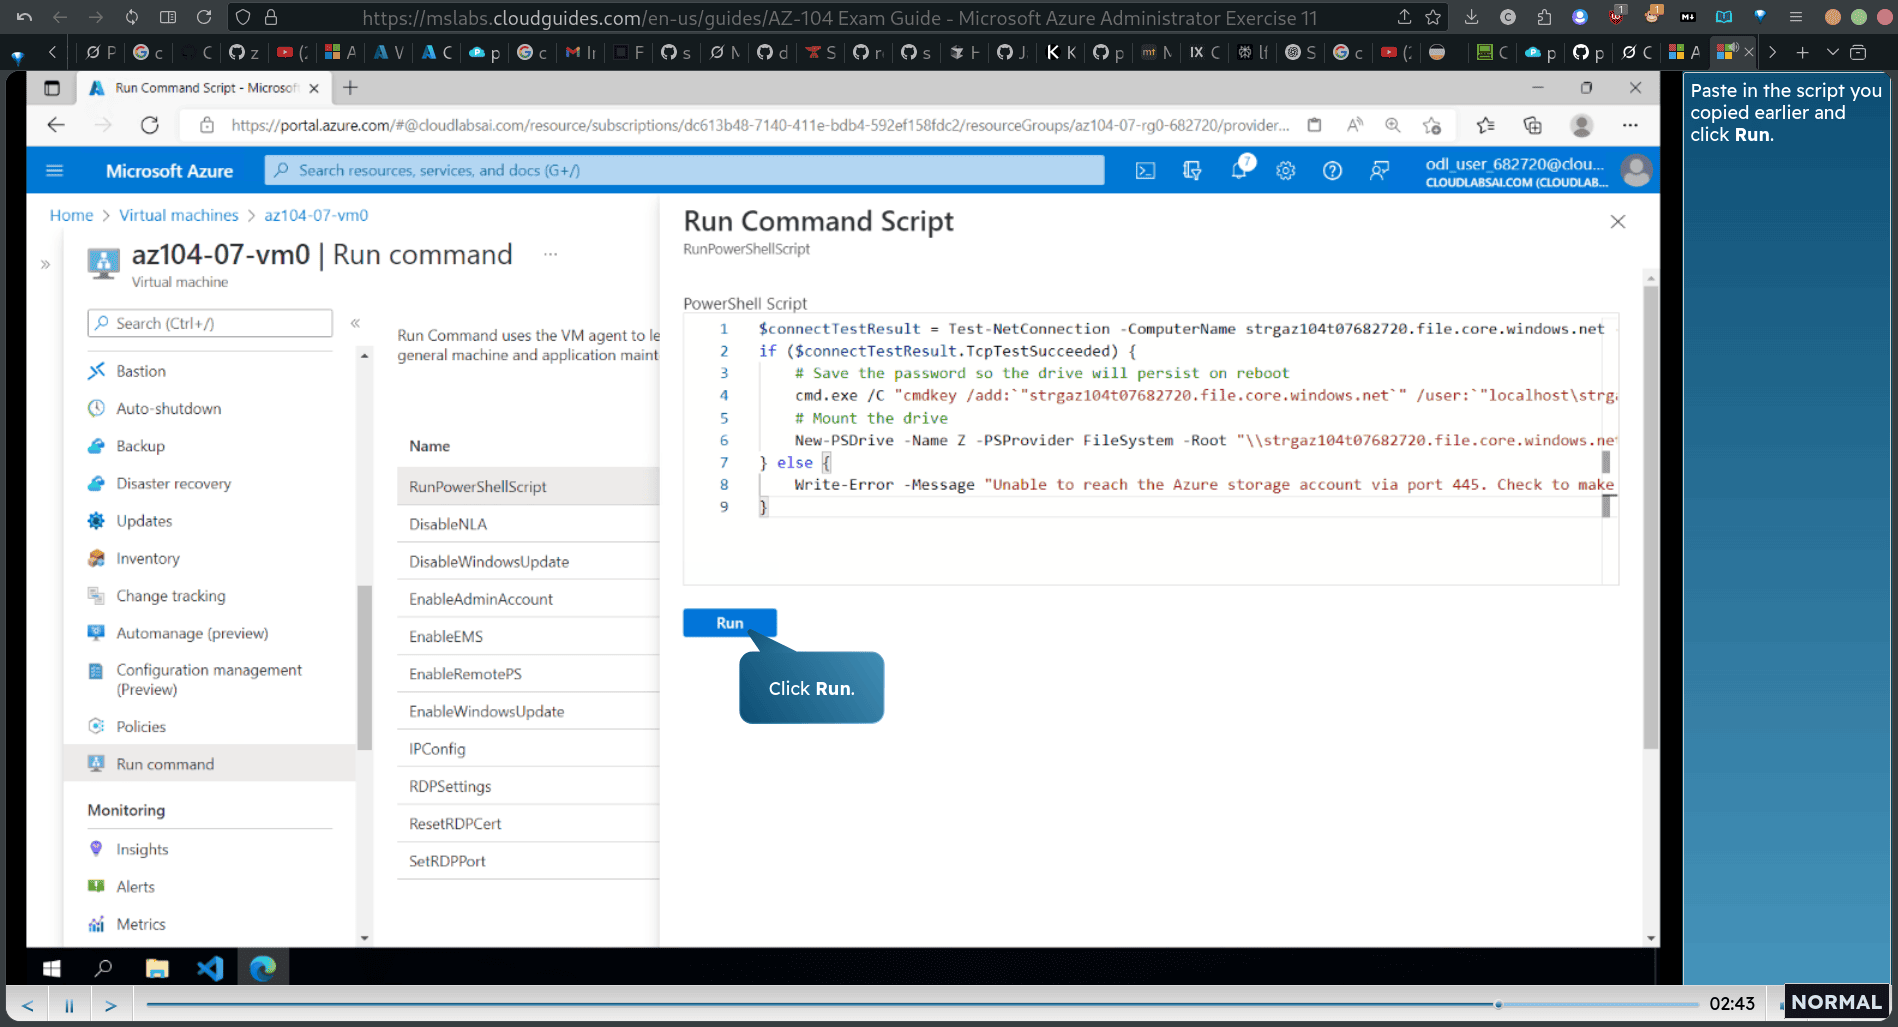 https://mslabs.cloudguides.com/en-us/guides/AZ-104 Exam Guide - Microsoft Azure Administrator Exercise 11
Run Command Script - Microsof
https://portal.azure.com/#@cloudlabsai.com/resource/subscriptions/dc613b48-7140-411e-bdb4-592ef158fdc2/resourceGroups/az104-07-rg0-682720/provider...
Microsoft Azure
Search resources, services, and docs (G+/)
7
odl_user_682720@clou...
CLOUDLABSAI.COM (CLOUDLAB...
Home > Virtual machines > az104-07-vm0
az104-07-vm0 | Run command ...
Virtual machine
Search (Ctrl+/)
Bastion
Auto-shutdown
Backup
Disaster recovery
Updates
Inventory
Change tracking
Automanage (preview)
Configuration management
(Preview)
Policies
Run command
Monitoring
Insights
Alerts
Metrics
Run Command uses the VM agent to le
general machine and application maint
Name
RunPowerShellScript
DisableNLA
DisableWindowsUpdate
EnableAdminAccount
EnableEMS
EnableRemotePS
EnableWindowsUpdate
IPConfig
RDPSettings
ResetRDPCert
SetRDPPort
Run Command Script
RunPowerShellScript
PowerShell Script
1 $connectTestResult = Test-NetConnection -ComputerName strgaz104t07682720.file.core.windows.net
2 if ($connectTestResult.TcpTestSucceeded) {
3 # Save the password so the drive will persist on reboot
4 cmd.exe /C "cmdkey /add:`"strgaz104t07682720.file.core.windows.net`" /user:`"localhost\strga
5 # Mount the drive
6 New-PSDrive -Name Z -PSProvider FileSystem -Root "\\strgaz104t07682720.file.core.windows.net
7 } else {
8 Write-Error -Message "Unable to reach the Azure storage account via port 445. Check to make
9 }
Run
Click Run.
Paste in the script you
copied earlier and
click Run.
02:43
NORMAL